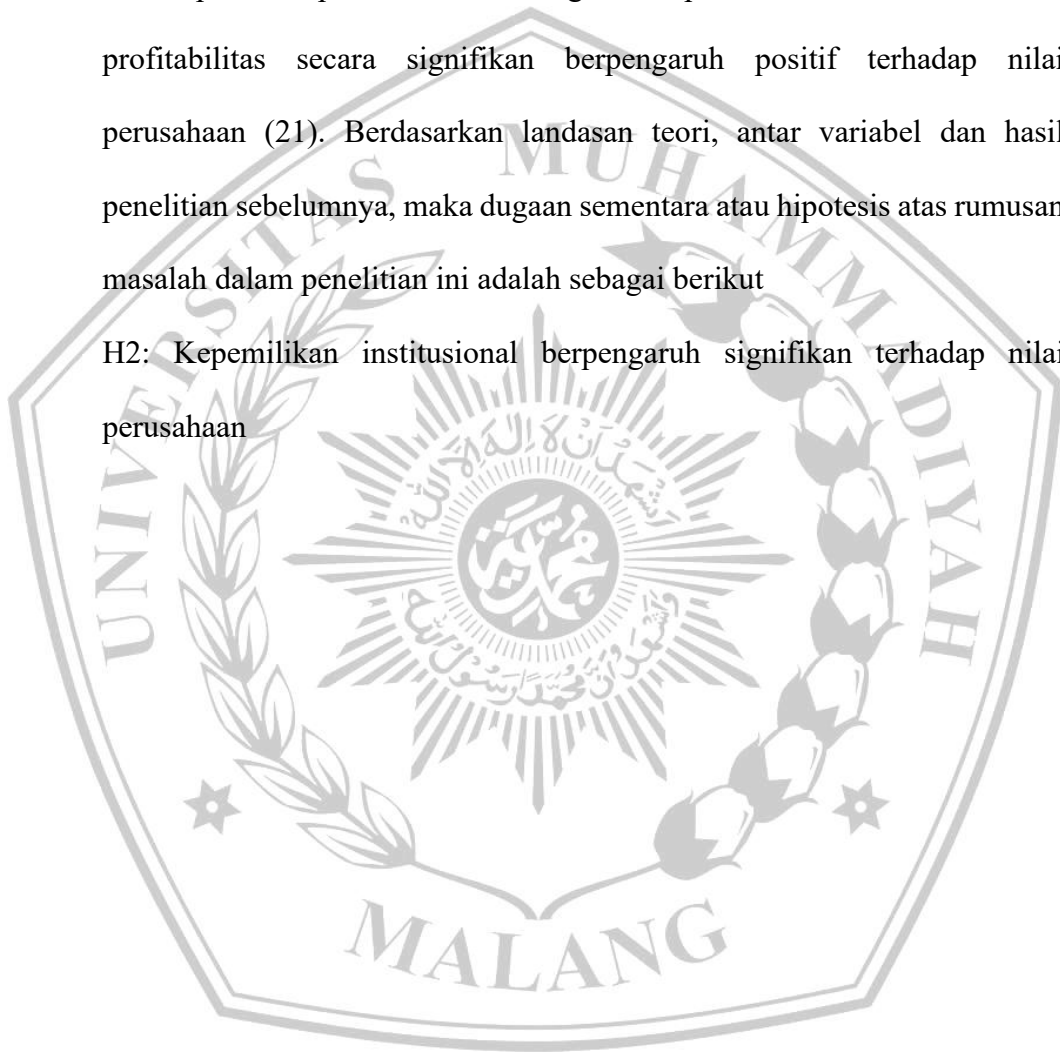 profitabilitas secara signifikan berpengaruh positif terhadap nilai
perusahaan (21). Berdasarkan landasan teori, antar variabel dan hasil
penelitian sebelumnya, maka dugaan sementara atau hipotesis atas rumusan
masalah dalam penelitian ini adalah sebagai berikut
H2: Kepemilikan institusional berpengaruh signifikan terhadap nilai
perusahaan
UNIVERSITAS MUHAMMADIYAH
MALANG